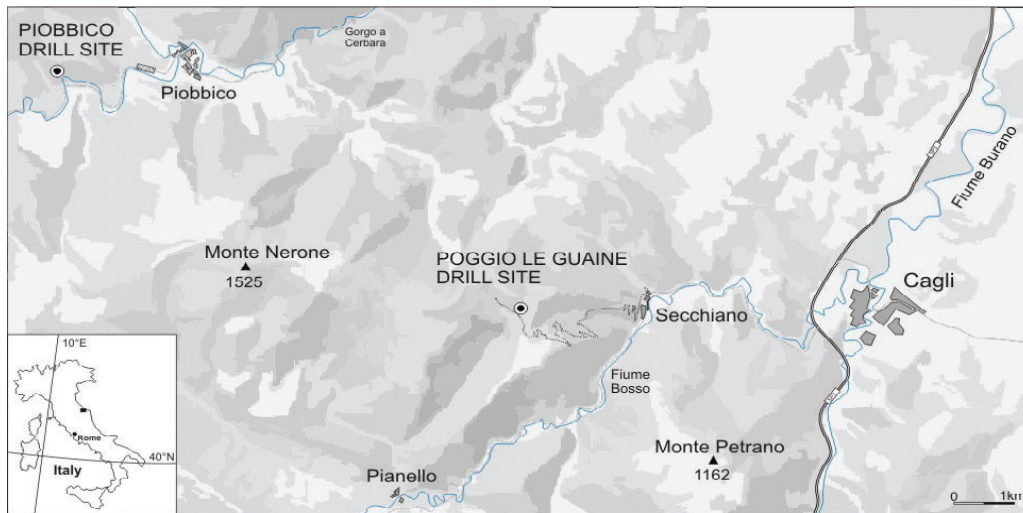 PIOBBICO
DRILL SITE
Piobbico
Gorgo a
Cerbara
Fiume Burano
Monte Nerone
1525
POGGIO LE GUAINE
DRILL SITE
Cagli
Secchiano
Fiume
Bosso
Monte Petrano
1162
Pianello
10°E
Rome
40°N
Italy
0 1km